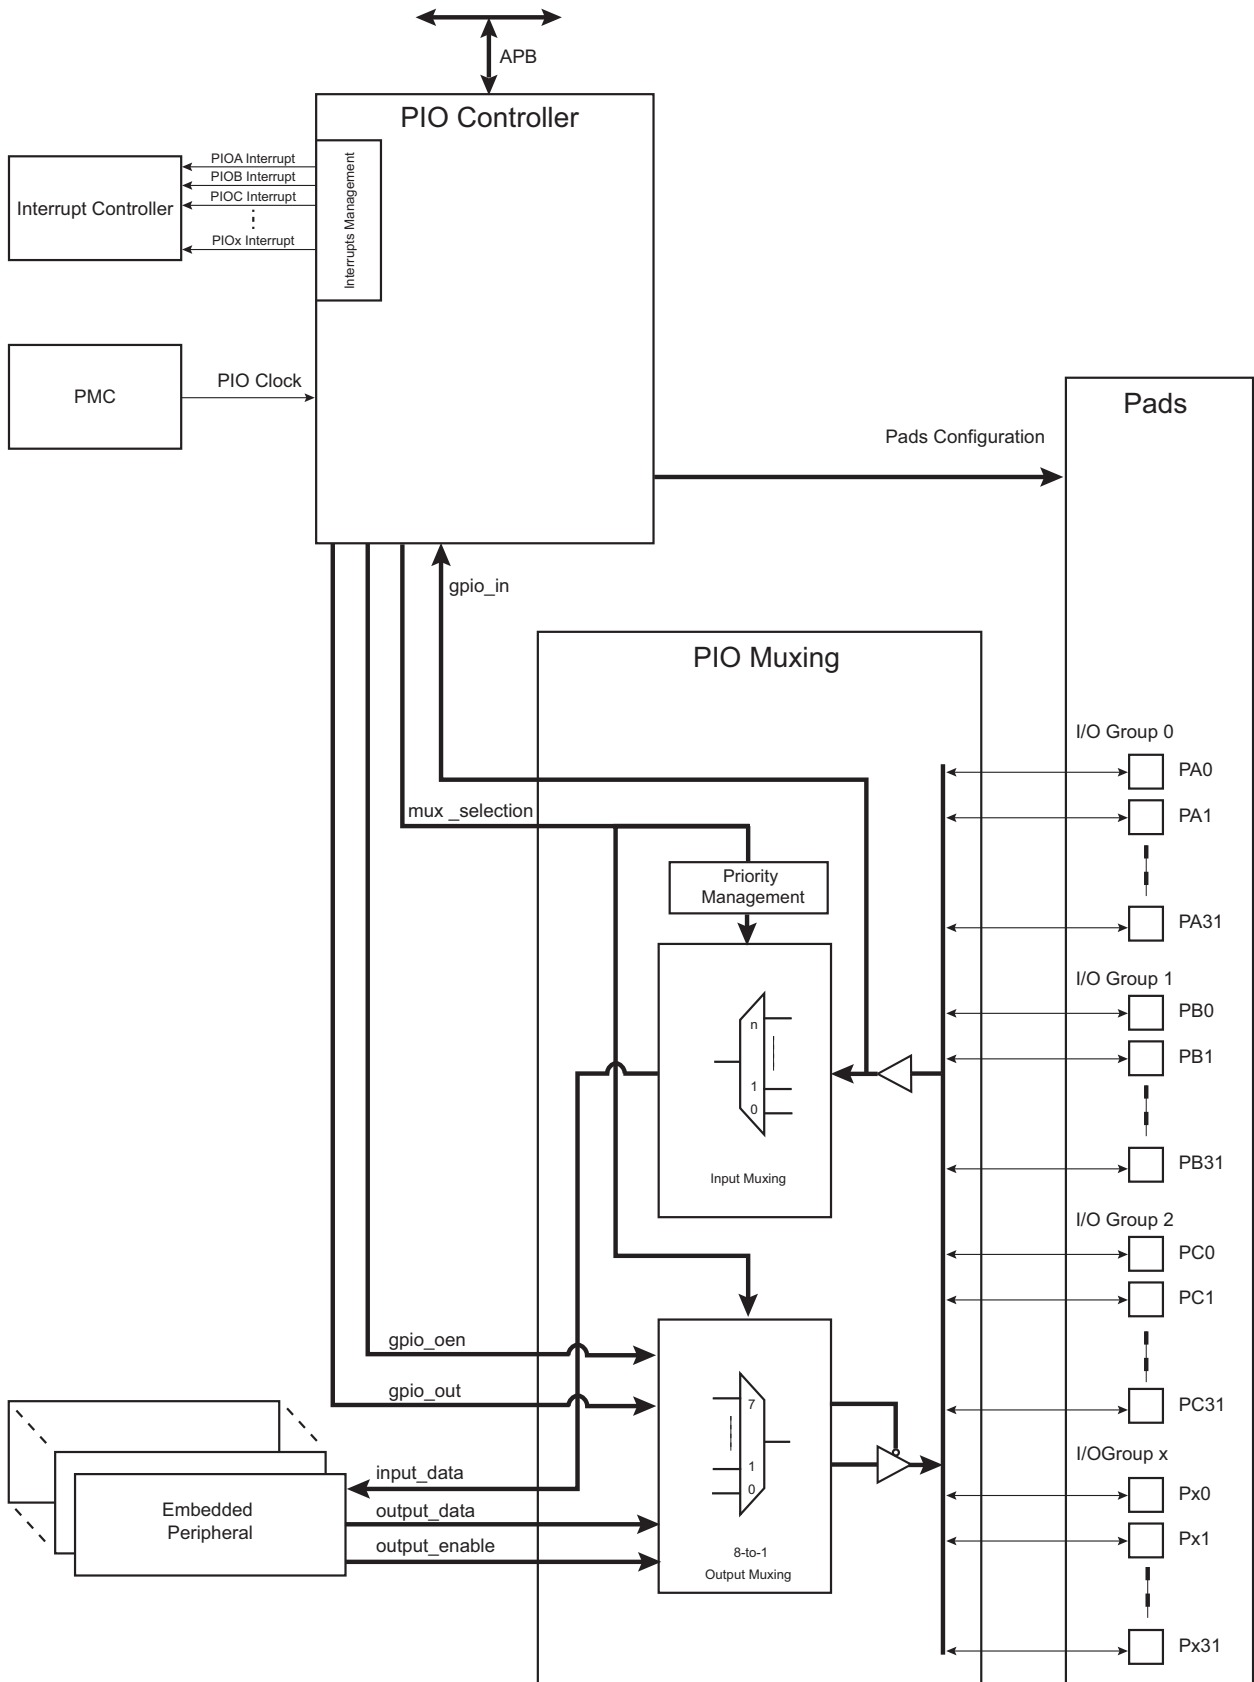 APB
PIO Controller
PIOA Interrupt
PIOB Interrupt
PIOC Interrupt
PIOx Interrupt
Interrupt Controller
Interrupts Management
PMC
PIO Clock
Pads
Pads Configuration
gpio_in
PIO Muxing
mux _selection
Priority
Management
n
1
0
Input Muxing
gpio_oen
gpio_out
7
1
0
8-to-1
Output Muxing
input_data
output_data
output_enable
Embedded
Peripheral
I/O Group 0
PA0
PA1
PA31
I/O Group 1
PB0
PB1
PB31
I/O Group 2
PC0
PC1
PC31
I/OGroup x
Px0
Px1
Px31